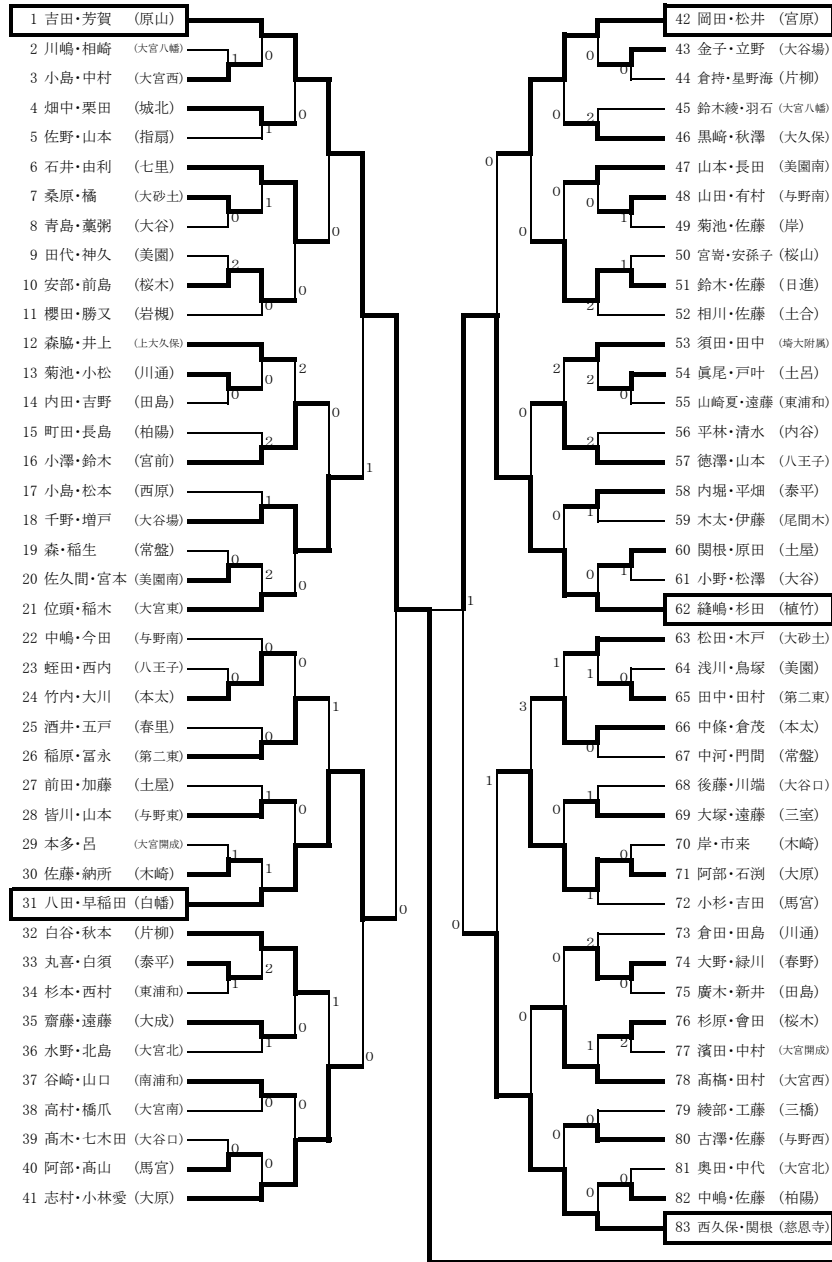 1 吉田・芳賀 (原山)
2 川嶋・相崎 (大宮八幡)
3 小島・中村 (大宮西)
4 畑中・栗田 (城北)
5 佐野・山本 (指扇)
6 石井・由利 (七里)
7 桑原・橘 (大砂土)
8 青島・藁粥 (大谷)
9 田代・神久 (美園)
10 安部・前島 (桜木)
11 櫻田・勝又 (岩槻)
12 森脇・井上 (上大久保)
13 菊池・小松 (川通)
14 内田・吉野 (田島)
15 町田・長島 (柏陽)
16 小澤・鈴木 (宮前)
17 小島・松本 (西原)
18 千野・増戸 (大谷場)
19 森・稲生 (常盤)
20 佐久間・宮本 (美園南)
21 位頭・稲木 (大宮東)
22 中嶋・今田 (与野南)
23 蛭田・西内 (八王子)
24 竹内・大川 (本太)
25 酒井・五戸 (春里)
26 稲原・冨永 (第二東)
27 前田・加藤 (土屋)
28 皆川・山本 (与野東)
29 本多・呂 (大宮開成)
30 佐藤・納所 (木崎)
31 八田・早稲田 (白幡)
32 白谷・秋本 (片柳)
33 丸喜・白須 (泰平)
34 杉本・西村 (東浦和)
35 齋藤・遠藤 (大成)
36 水野・北島 (大宮北)
37 谷崎・山口 (南浦和)
38 高村・橋爪 (大宮南)
39 髙木・七木田 (大谷口)
40 阿部・髙山 (馬宮)
41 志村・小林愛 (大原)
42 岡田・松井 (宮原)
43 金子・立野 (大谷場)
44 倉持・星野海 (片柳)
45 鈴木綾・羽石 (大宮八幡)
46 黒﨑・秋澤 (大久保)
47 山本・長田 (美園南)
48 山田・有村 (与野南)
49 菊池・佐藤 (岸)
50 宮嵜・安孫子 (桜山)
51 鈴木・佐藤 (日進)
52 相川・佐藤 (土合)
53 須田・田中 (埼大附属)
54 眞尾・戸叶 (土呂)
55 山崎夏・遠藤 (東浦和)
56 平林・清水 (内谷)
57 徳澤・山本 (八王子)
58 内堀・平畑 (泰平)
59 木太・伊藤 (尾間木)
60 関根・原田 (土屋)
61 小野・松澤 (大谷)
62 縫嶋・杉田 (植竹)
63 松田・木戸 (大砂土)
64 浅川・鳥塚 (美園)
65 田中・田村 (第二東)
66 中條・倉茂 (本太)
67 中河・門間 (常盤)
68 後藤・川端 (大谷口)
69 大塚・遠藤 (三室)
70 岸・市来 (木崎)
71 阿部・石渕 (大原)
72 小杉・吉田 (馬宮)
73 倉田・田島 (川通)
74 大野・緑川 (春野)
75 廣木・新井 (田島)
76 杉原・會田 (桜木)
77 濱田・中村 (大宮開成)
78 髙槗・田村 (大宮西)
79 綾部・工藤 (三橋)
80 古澤・佐藤 (与野西)
81 奥田・中代 (大宮北)
82 中嶋・佐藤 (柏陽)
83 西久保・関根 (慈恩寺)